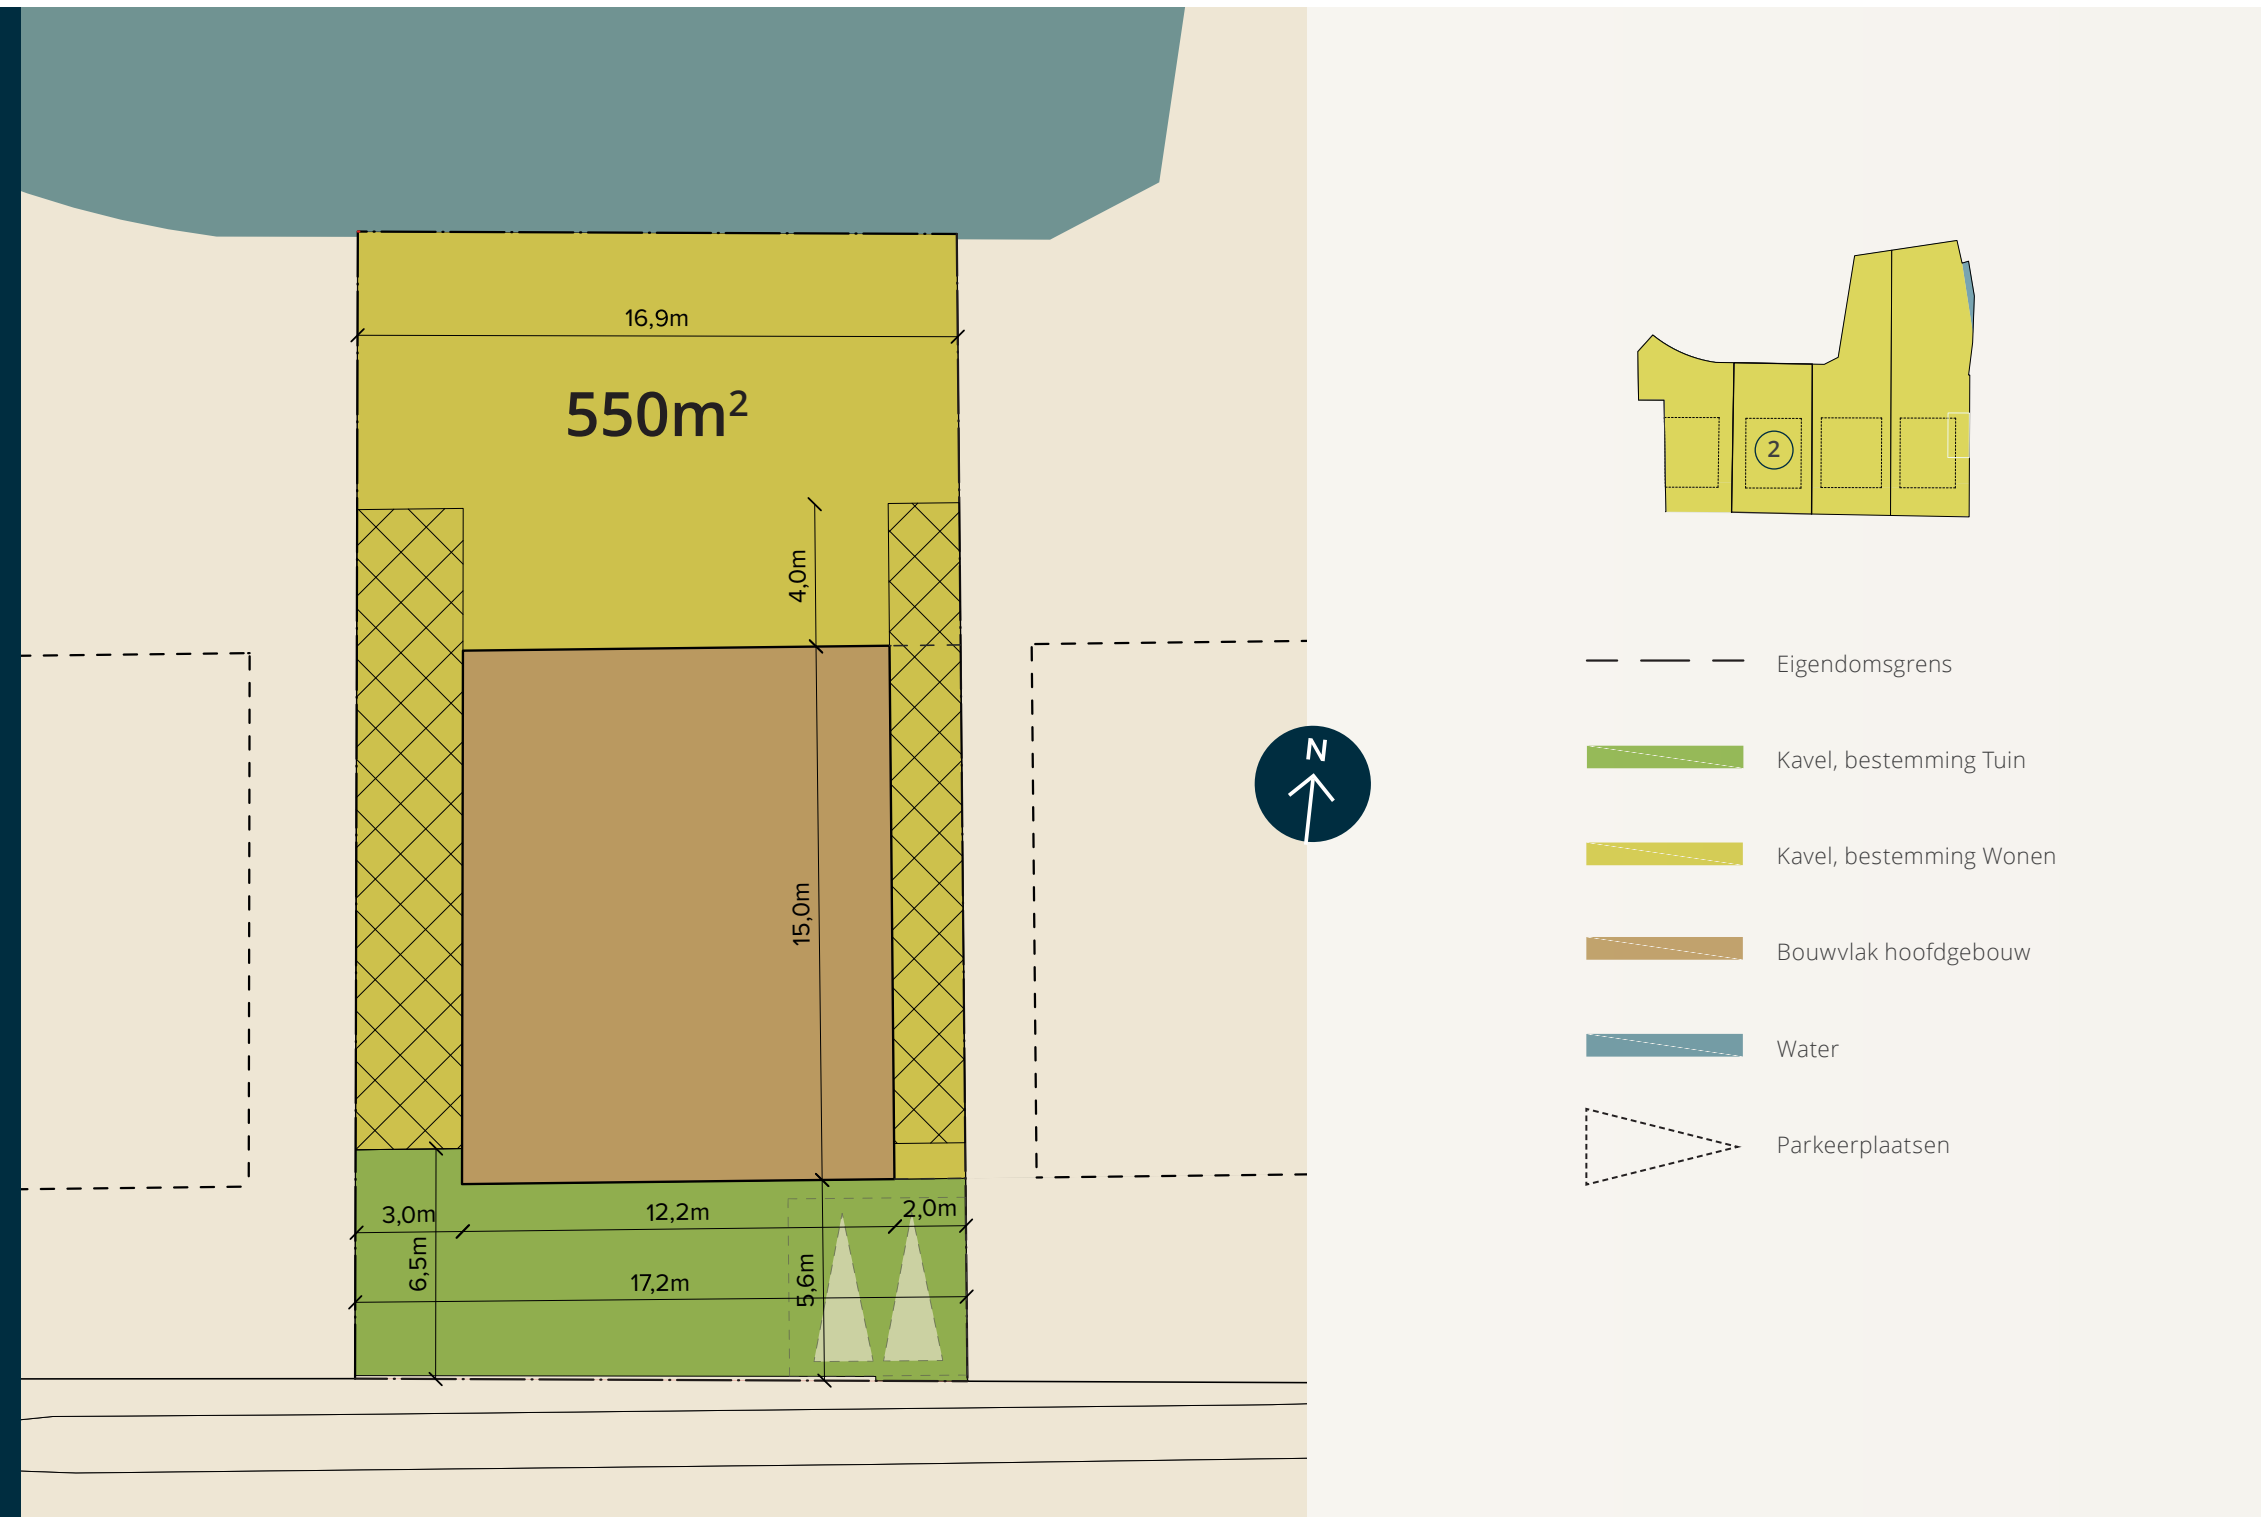 16,9m
550m²
4,0m
15,0m
3,0m
12,2m
2,0m
6,5m
17,2m
5,6m
N
2
Eigendomsgrens
Kavel, bestemming Tuin
Kavel, bestemming Wonen
Bouwvlak hoofdgebouw
Water
Parkeerplaatsen